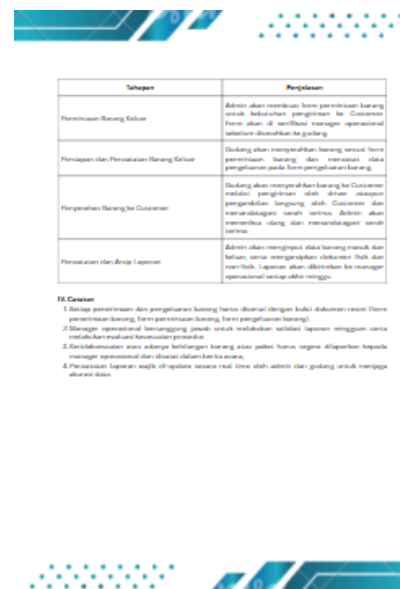 Tahapan
Penjelasan
Permintaan Barang Keluar
Admin akan membuat form permintaan barang
untuk kebutuhan pengiriman ke Customer.
Form akan di verifikasi manager operasional
sebelum diserahkan ke gudang.
Persiapan dan Pencatatan Barang Keluar
Gudang akan menyerahkan barang sesuai form
permintaan barang dan mencatat data
pengeluaran pada form pengeluaran barang.
Penyerahan Barang ke Customer
Gudang akan menyerahkan barang ke Customer
melalui pengiriman oleh driver ataupun
pengambilan langsung oleh Customer dan
menandatangani serah terima. Admin akan
memeriksa ulang dan menandatangani serah
terima.
Pencatatan dan Arsip Laporan
Admin akan menginput data barang masuk dan
keluar, serta mengarsipkan dokumen fisik dan
non-fisik. Laporan akan dikirimkan ke manager
operasional setiap akhir minggu.
IV. Catatan
1. Setiap penerimaan dan pengeluaran barang harus disertai dengan bukti dokumen resmi (form
penerimaan barang, form permintaan barang, form pengeluaran barang).
2. Manager operasional bertanggung jawab untuk melakukan validasi laporan mingguan serta
melakukan evaluasi kesesuaian prosedur.
3. Ketidaksesuaian atau adanya kehilangan barang atau paket harus segera dilaporkan kepada
manager operasional dan dicatat dalam berita acara.
4. Pencatatan laporan wajib di-update secara real time oleh admin dan gudang untuk menjaga
akurasi data.